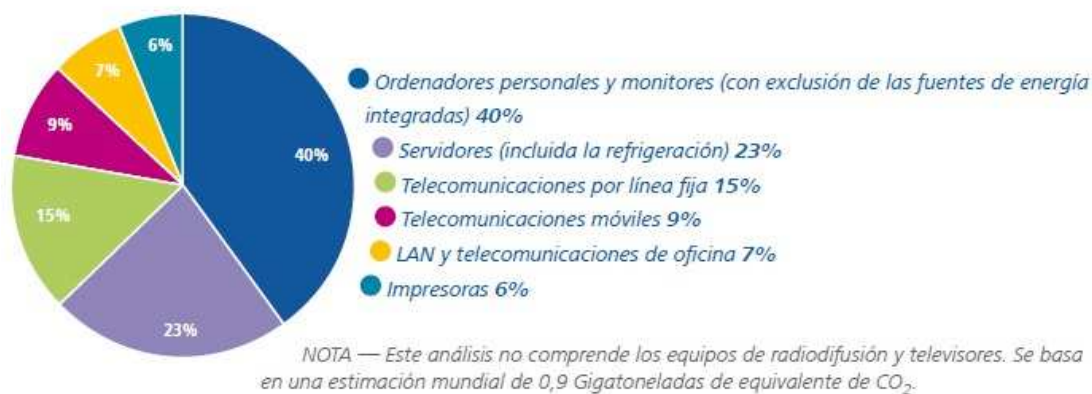 6%
7%
9%
40%
15%
23%
Ordenadores personales y monitores (con exclusión de las fuentes de energía
integradas) 40%
Servidores (incluida la refrigeración) 23%
Telecomunicaciones por línea fija 15%
Telecomunicaciones móviles 9%
LAN y telecomunicaciones de oficina 7%
Impresoras 6%
NOTA — Este análisis no comprende los equipos de radiodifusión y televisores. Se basa
en una estimación mundial de 0,9 Gigatoneladas de equivalente de CO₂.